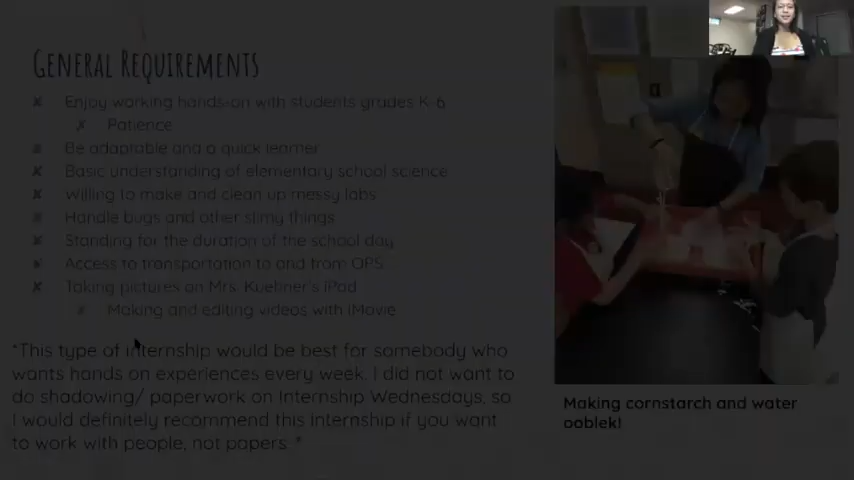 General Requirements
Enjoy working hands-on with students grades K-6
Patience
Be adaptable and a quick learner
Basic understanding of elementary school science
Willing to make and clean up messy labs
Handle bugs and other slimy things
Standing for the duration of the school day
Access to transportation to and from OPS
Taking pictures on Mrs. Kuehner's iPad
Making and editing videos with iMovie
*This type of internship would be best for somebody who
wants hands on experiences every week. I did not want to
do shadowing/ paperwork on Internship Wednesdays, so
I would definitely recommend this internship if you want
to work with people, not papers. *
Making cornstarch and water
ooblek!